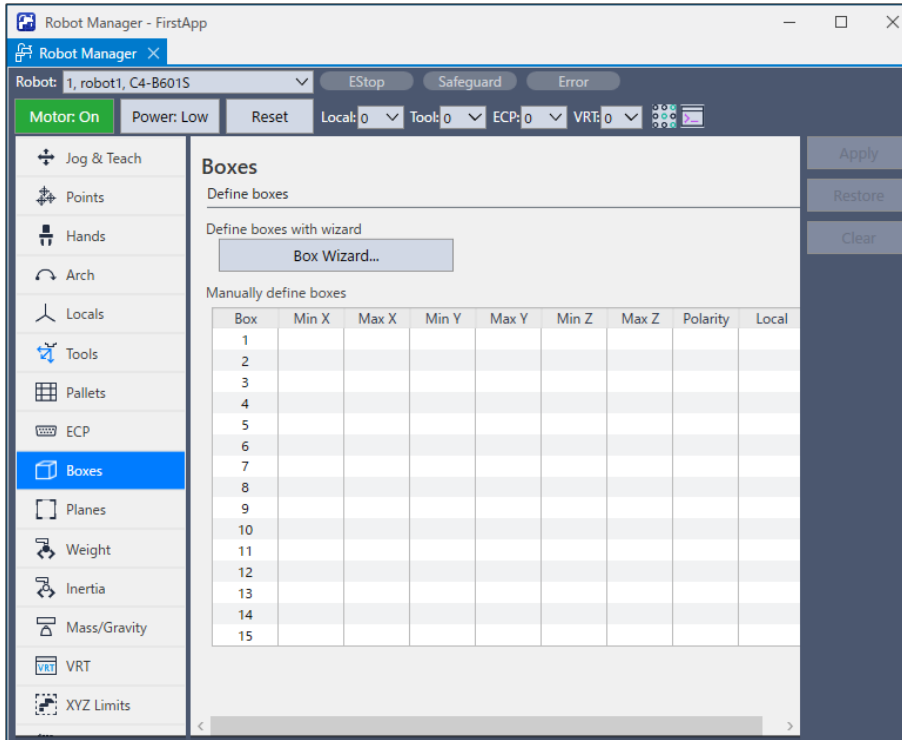 Robot Manager - FirstApp
Robot Manager
Robot: 1, robot1, C4-B601S EStop Safeguard Error
Motor: On Power: Low Reset Local: 0 Tool: 0 ECP: 0 VRT: 0
Jog & Teach
Points
Hands
Arch
Locals
Tools
Pallets
ECP
Boxes
Planes
Weight
Inertia
Mass/Gravity
VRT VRT
XYZ Limits
Boxes
Define boxes
Define boxes with wizard
Box Wizard...
Manually define boxes
Box Min X Max X Min Y Max Y Min Z Max Z Polarity Local
1
2
3
4
5
6
7
8
9
10
11
12
13
14
15
Apply
Restore
Clear